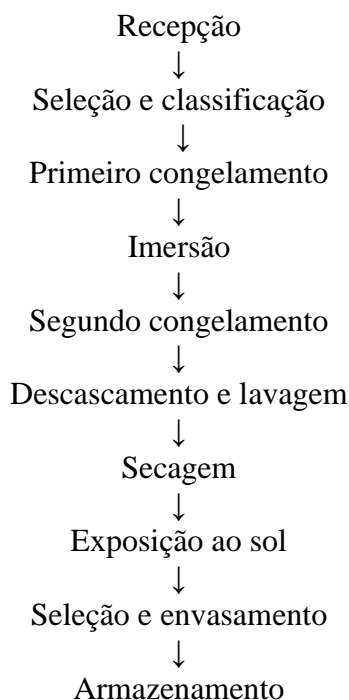 Recepção
↓
Seleção e classificação
↓
Primeiro congelamento
↓
Imersão
↓
Segundo congelamento
↓
Descascamento e lavagem
↓
Secagem
↓
Exposição ao sol
↓
Seleção e envasamento
↓
Armazenamento